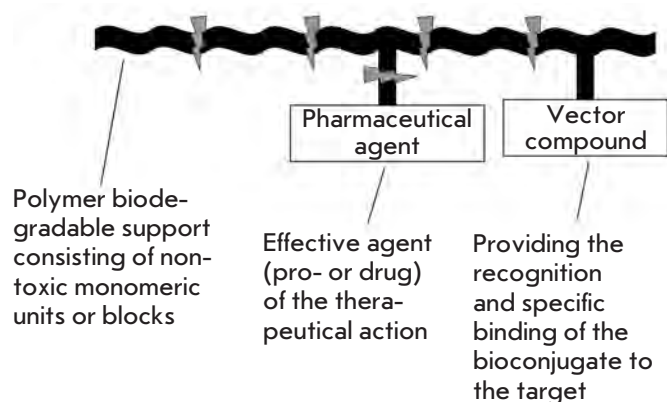 Pharmaceutical
agent
Vector
compound
Polymer biode-
gradable support
consisting of non-
toxic monomeric
units or blocks
Effective agent
(pro- or drug)
of the thera-
peutical action
Providing the
recognition
and specific
binding of the
bioconjugate to
the target